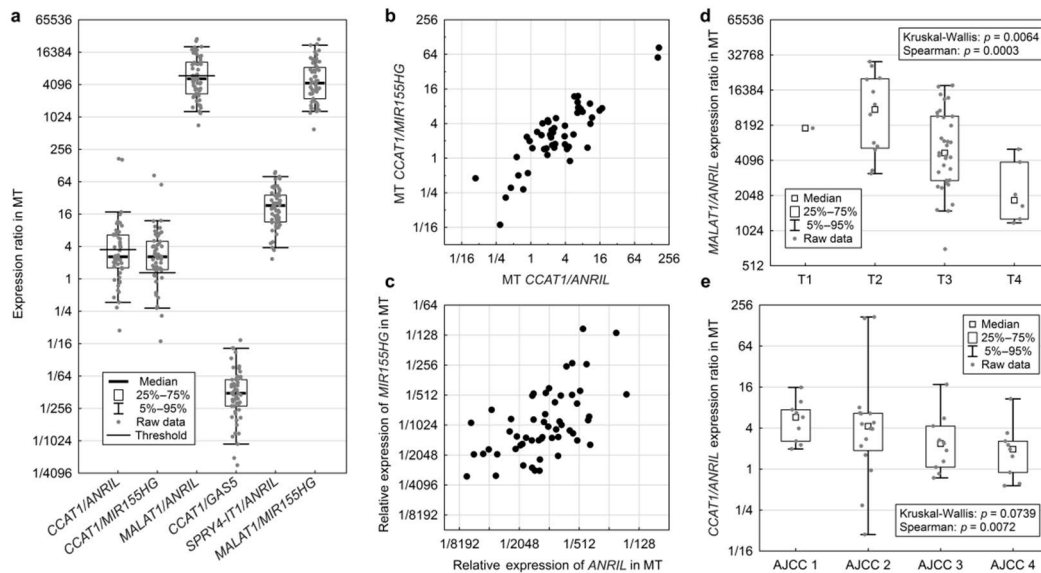 a
65536
16384
4096
1024
256
64
16
4
1
1/4
1/16
1/64
1/256
1/1024
1/4096
Expression ratio in MT
Median
25%–75%
5%–95%
Raw data
Threshold
CCAT1/ANRIL
CCAT1/MIR155HG
MALAT1/ANRIL
CCAT1/GAS5
SPRY4-IT1/ANRIL
MALAT1/MIR155HG
b
256
64
16
4
1
1/4
1/16
MT CCAT1/MIR155HG
1/16 1/4 1 4 16 64 256
MT CCAT1/ANRIL
c
1/64
1/128
1/256
1/512
1/1024
1/2048
1/4096
1/8192
Relative expression of MIR155HG in MT
1/8192 1/2048 1/512 1/128
Relative expression of ANRIL in MT
d
65536
32768
16384
8192
4096
2048
1024
512
MALAT1/ANRIL expression ratio in MT
Kruskal-Wallis: p = 0.0064
Spearman: p = 0.0003
Median
25%–75%
5%–95%
Raw data
T1 T2 T3 T4
e
256
64
16
4
1
1/4
1/16
CCAT1/ANRIL expression ratio in MT
Median
25%–75%
5%–95%
Raw data
Kruskal-Wallis: p = 0.0739
Spearman: p = 0.0072
AJCC 1 AJCC 2 AJCC 3 AJCC 4